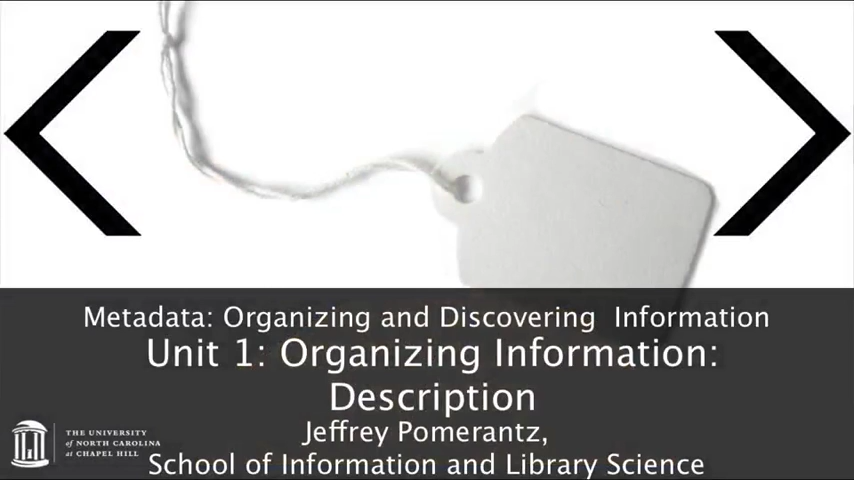 Metadata: Organizing and Discovering  Information
Unit 1: Organizing Information:
Description
Jeffrey Pomerantz,
THE UNIVERSITY
of NORTH CAROLINA
at CHAPEL HILL
School of Information and Library Science